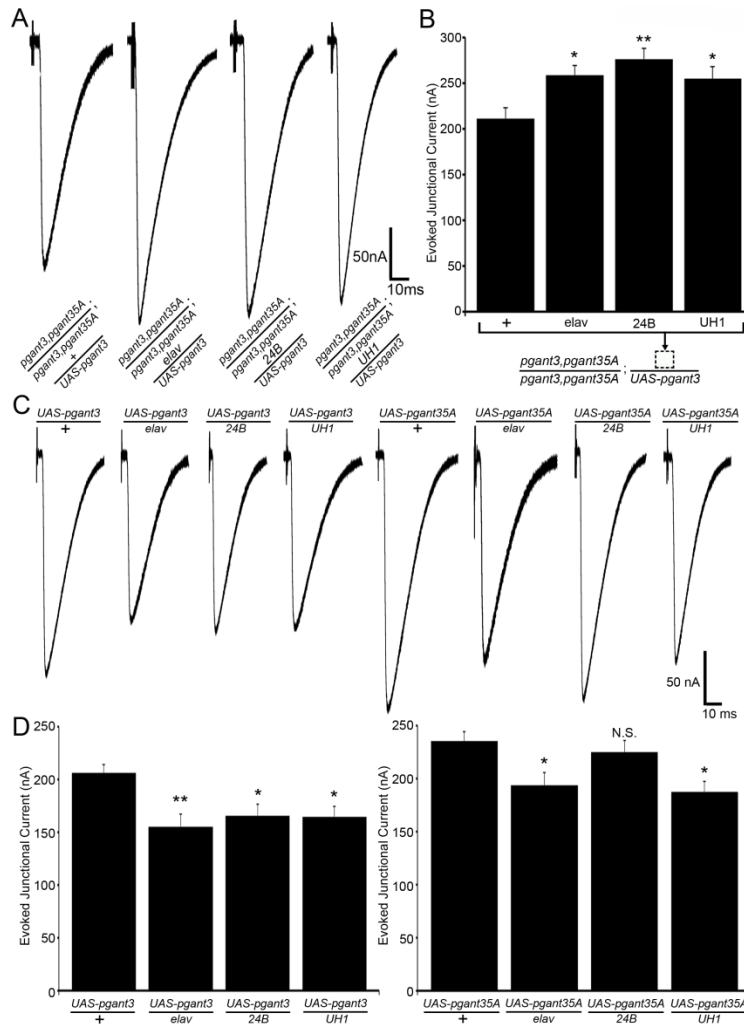 A
50nA
10ms
pgant3,pgant35A ;
pgant3,pgant35A
+
UAS-pgant3
pgant3,pgant35A ;
pgant3,pgant35A
elav
UAS-pgant3
pgant3,pgant35A ;
pgant3,pgant35A
24B
UAS-pgant3
pgant3,pgant35A ;
pgant3,pgant35A
UH1
UAS-pgant3
B
Evoked Junctional Current (nA)
300
250
200
150
100
50
0
* ** *
+ elav 24B UH1
pgant3,pgant35A ;
pgant3,pgant35A UAS-pgant3
C
UAS-pgant3 UAS-pgant3 UAS-pgant3 UAS-pgant3 UAS-pgant35A UAS-pgant35A UAS-pgant35A UAS-pgant35A
+ elav 24B UH1 + elav 24B UH1
50 nA
10 ms
D
Evoked Junctional Current (nA)
250
200
150
100
50
0
** * *
UAS-pgant3 UAS-pgant3 UAS-pgant3 UAS-pgant3
+ elav 24B UH1
Evoked Junctional Current (nA)
250
200
150
100
50
0
* N.S. *
UAS-pgant35A UAS-pgant35A UAS-pgant35A UAS-pgant35A
+ elav 24B UH1